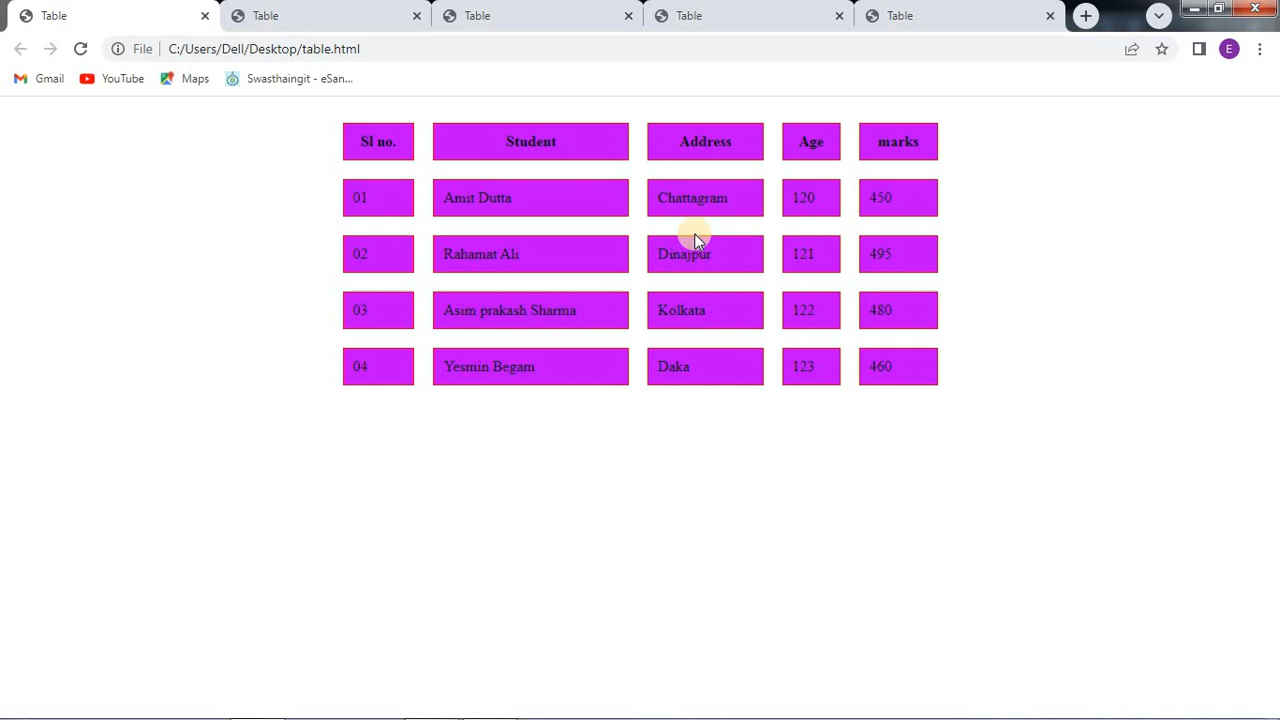 Table Table Table Table Table
File C:/Users/Dell/Desktop/table.html E
Gmail YouTube Maps Swasthaingit - eSan...
Sl no. Student Address Age marks
01 Amit Dutta Chattagram 120 450
02 Rahamat Ali Dinajpur 121 495
03 Asim prakash Sharma Kolkata 122 480
04 Yesmin Begam Daka 123 460